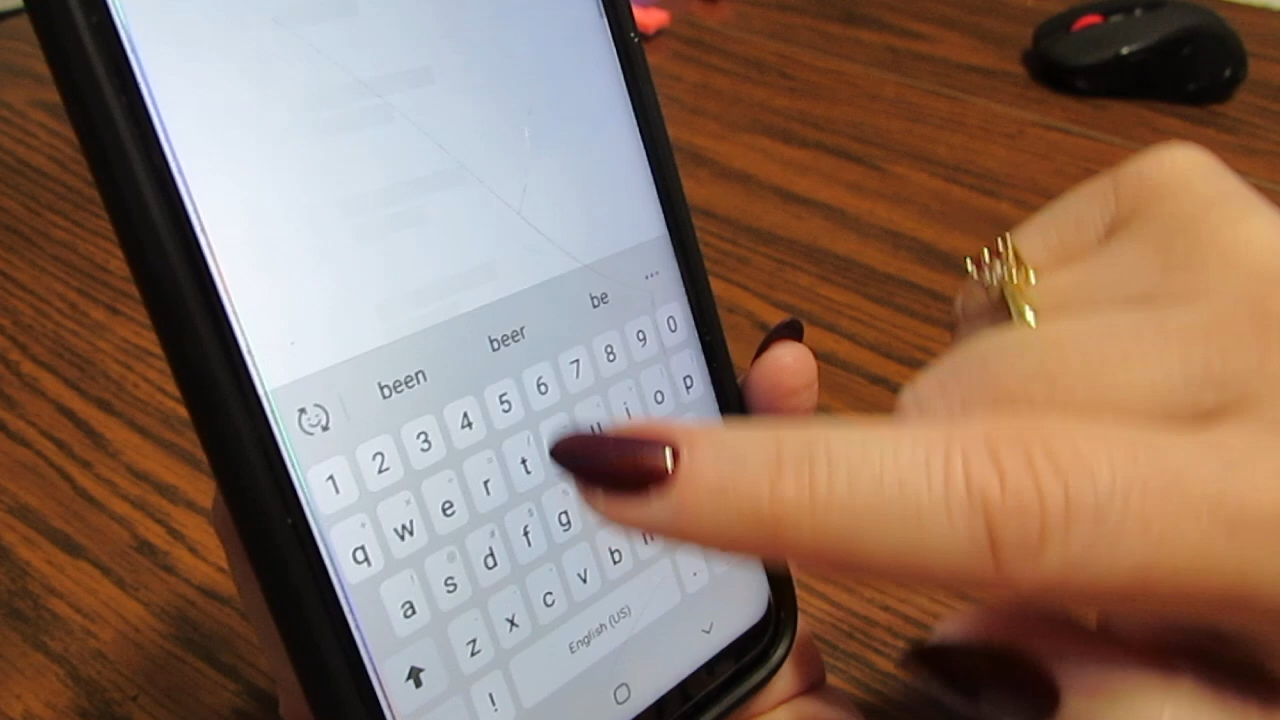 been beer be ...
1 2 3 4 5 6 7 8 9 0
q w e r t u i o p
a s d f g
z x c v b n
! English (US) .